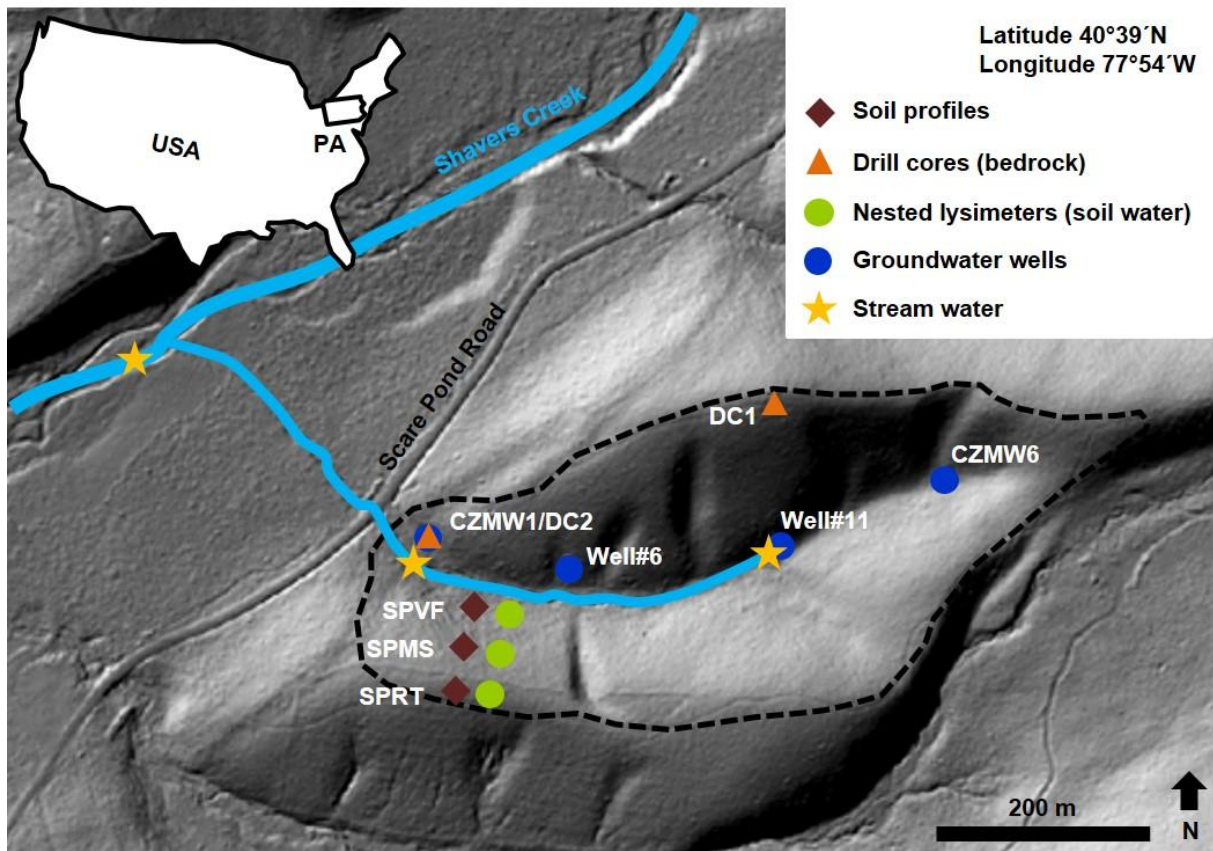 USA
PA
Shavers Creek
Scare Pond Road
Latitude 40°39´N
Longitude 77°54´W
Soil profiles
Drill cores (bedrock)
Nested lysimeters (soil water)
Groundwater wells
Stream water
DC1
CZMW6
CZMW1/DC2
Well#11
Well#6
SPVF
SPMS
SPRT
200 m
N